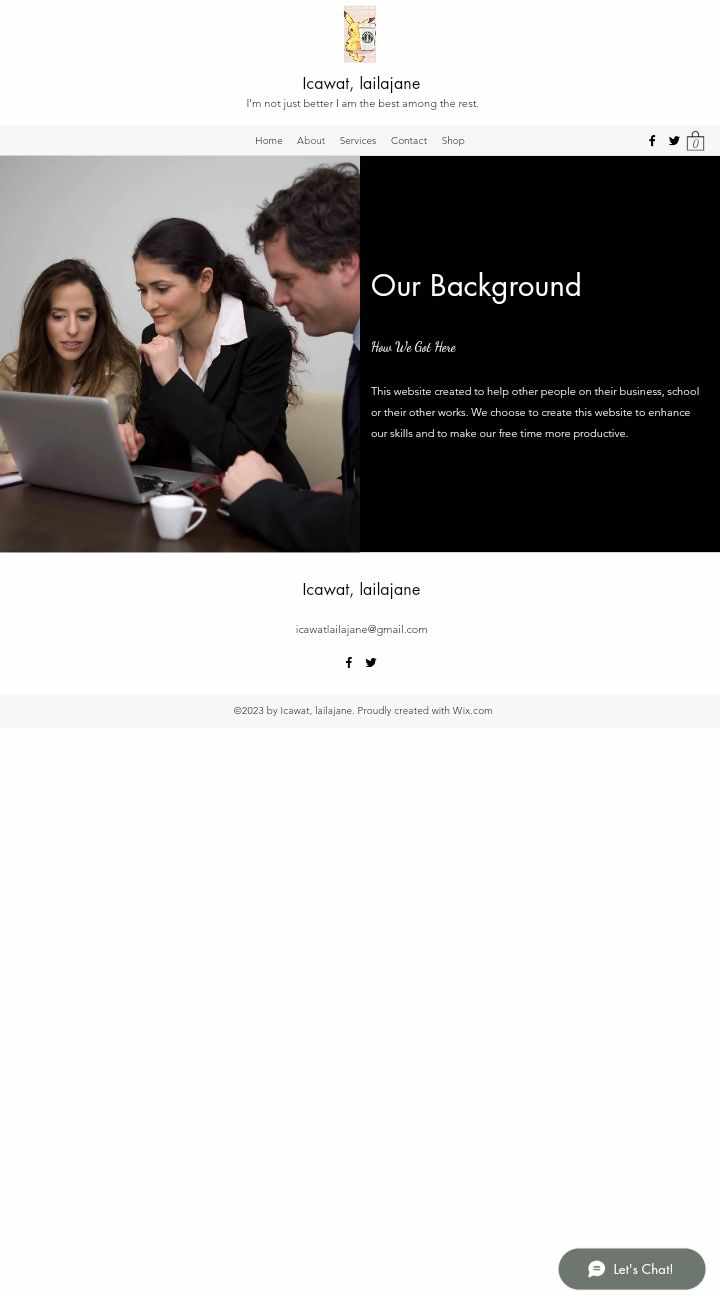 Icawat, lailajane
I'm not just better I am the best among the rest.
Home About Services Contact Shop
0
Our Background
How We Got Here
This website created to help other people on their business, school
or their other works. We choose to create this website to enhance
our skills and to make our free time more productive.
Icawat, lailajane
icawatlailajane@gmail.com
©2023 by Icawat, lailajane. Proudly created with Wix.com
Let's Chat!